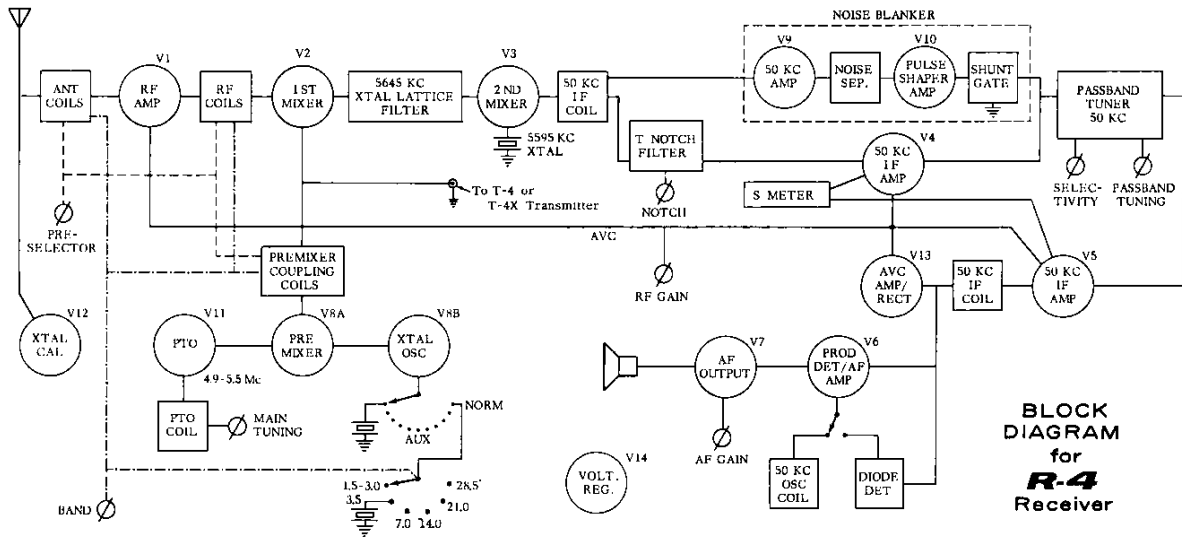 NOISE BLANKER
V1
V2
V3
V9
V10
ANT
COILS
RF
AMP
RF
COILS
1ST
MIXER
5645 KC
XTAL LATTICE
FILTER
2ND
MIXER
50 KC
IF
COIL
50 KC
AMP
NOISE
SEP.
PULSE
SHAPER
AMP
SHUNT
GATE
PASSBAND
TUNER
50 KC
5595 KC
XTAL
T NOTCH
FILTER
V4
50 KC
IF
AMP
S METER
SELEC-
TIVITY
PASSBAND
TUNING
To T-4 or
T-4X Transmitter
NOTCH
PRE-
SELECTOR
AVC
PREMIXER
COUPLING
COILS
RF GAIN
V13
AVC
AMP/
RECT
50 KC
IF
COIL
V5
50 KC
IF
AMP
V12
XTAL
CAL
V11
PTO
4.9-5.5 Mc
V8A
PRE
MIXER
V8B
XTAL
OSC
V7
AF
OUTPUT
V6
PROD
DET/AF
AMP
PTO
COIL
MAIN
TUNING
NORM
AUX
AF GAIN
V14
VOLT.
REG.
50 KC
OSC
COIL
DIODE
DET
BAND
1.5-3.0
3.5
7.0
14.0
21.0
28.5
BLOCK
DIAGRAM
for
R-4
Receiver